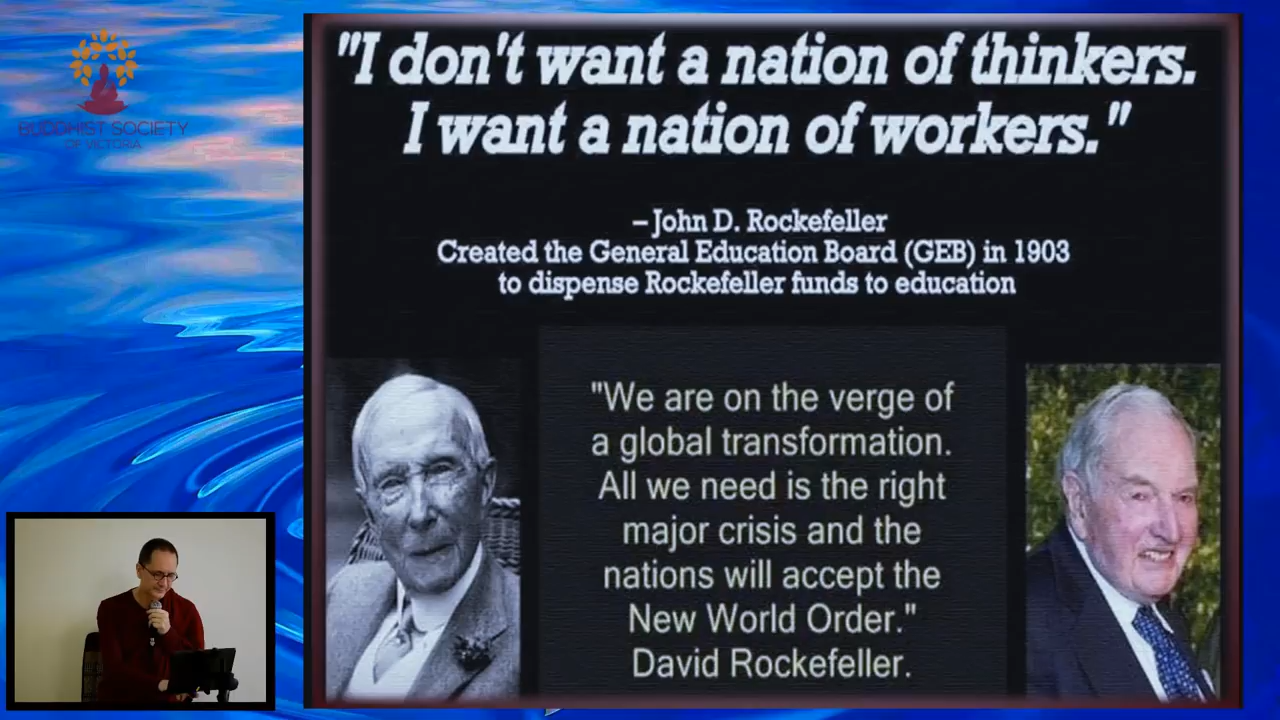 BUDDHIST SOCIETY
OF VICTORIA
"I don't want a nation of thinkers.
I want a nation of workers."
– John D. Rockefeller
Created the General Education Board (GEB) in 1903
to dispense Rockefeller funds to education
"We are on the verge of
a global transformation.
All we need is the right
major crisis and the
nations will accept the
New World Order."
David Rockefeller.